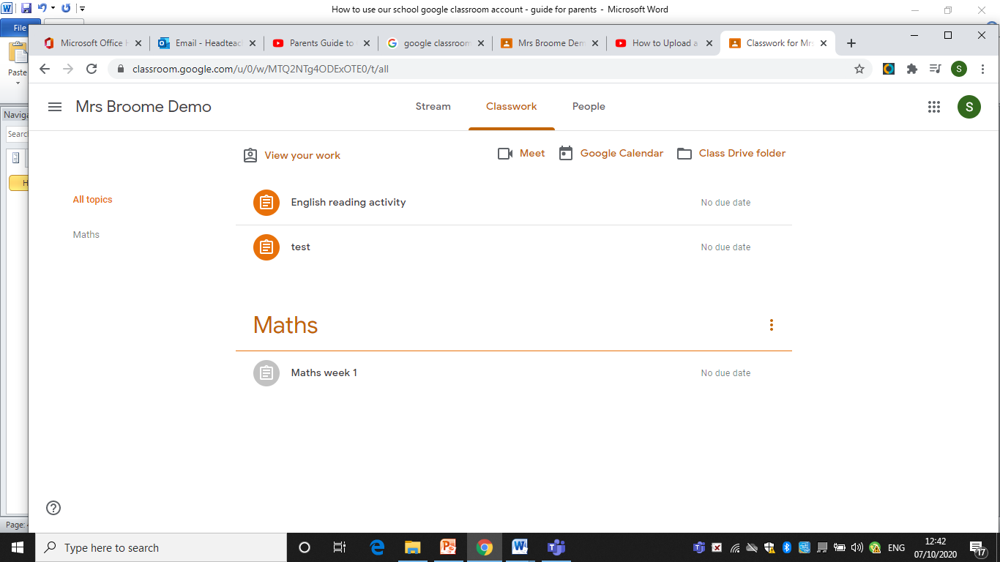 How to use our school google classroom account - guide for parents - Microsoft Word
File
Microsoft Office H
Email - Headteac
Parents Guide to
google classroom
Mrs Broome Dem
How to Upload a
Classwork for Mrs
Paste
classroom.google.com/u/0/w/MTQ2NTg4ODExOTE0/t/all
S
Naviga
Mrs Broome Demo
Stream
Classwork
People
S
Searc
View your work
Meet
Google Calendar
Class Drive folder
H
All topics
English reading activity
No due date
Maths
test
No due date
Maths
Maths week 1
No due date
Page:
Type here to search
ENG
12:42
07/10/2020
17